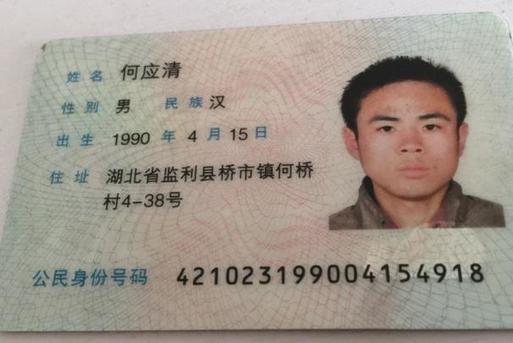 姓名 何应清
性别 男 民族 汉
出生 1990 年 4 月 15 日
住址 湖北省监利县桥市镇何桥
村4-38号
公民身份号码 421023199004154918